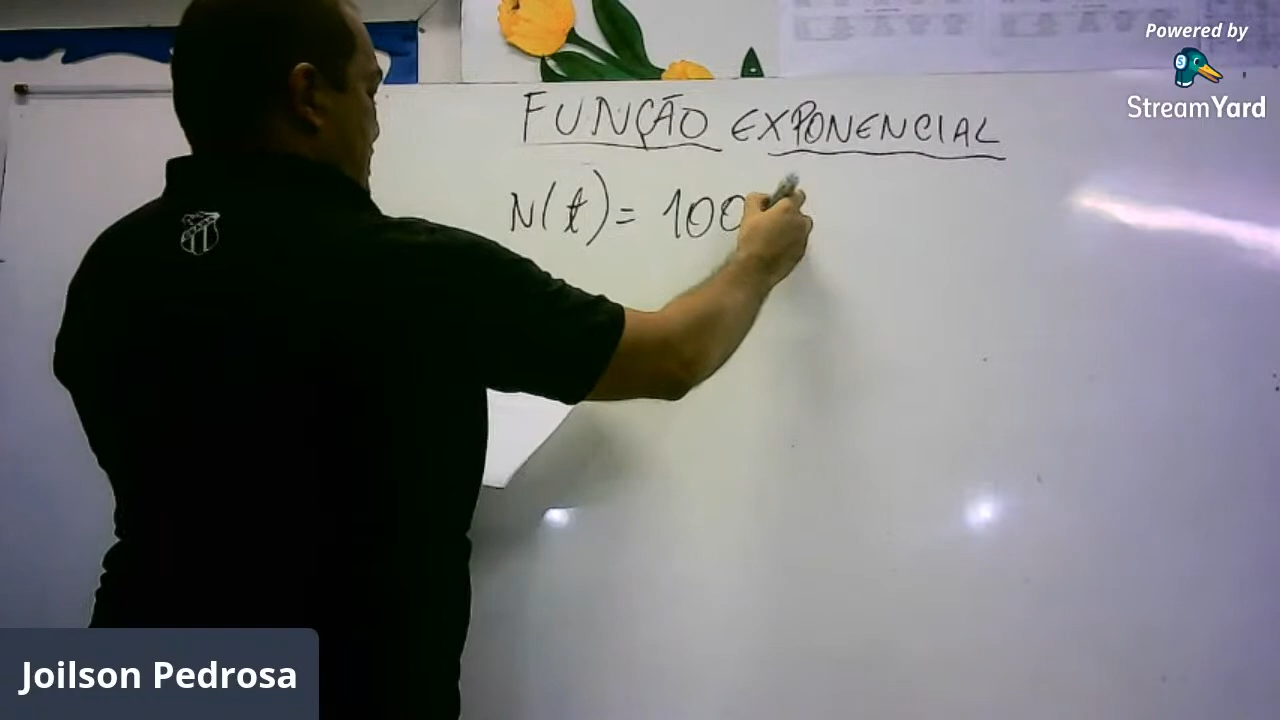 Powered by
StreamYard
FUNÇÃO EXPONENCIAL
N(t) = 100
Joilson Pedrosa